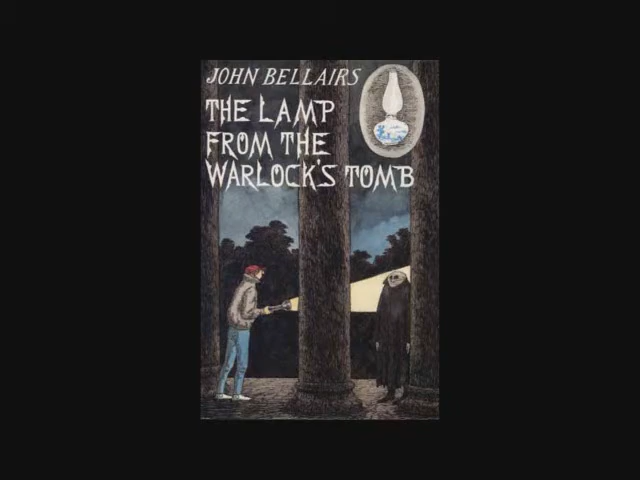 JOHN BELLAIRS
THE LAMP
FROM THE
WARLOCK'S TOMB